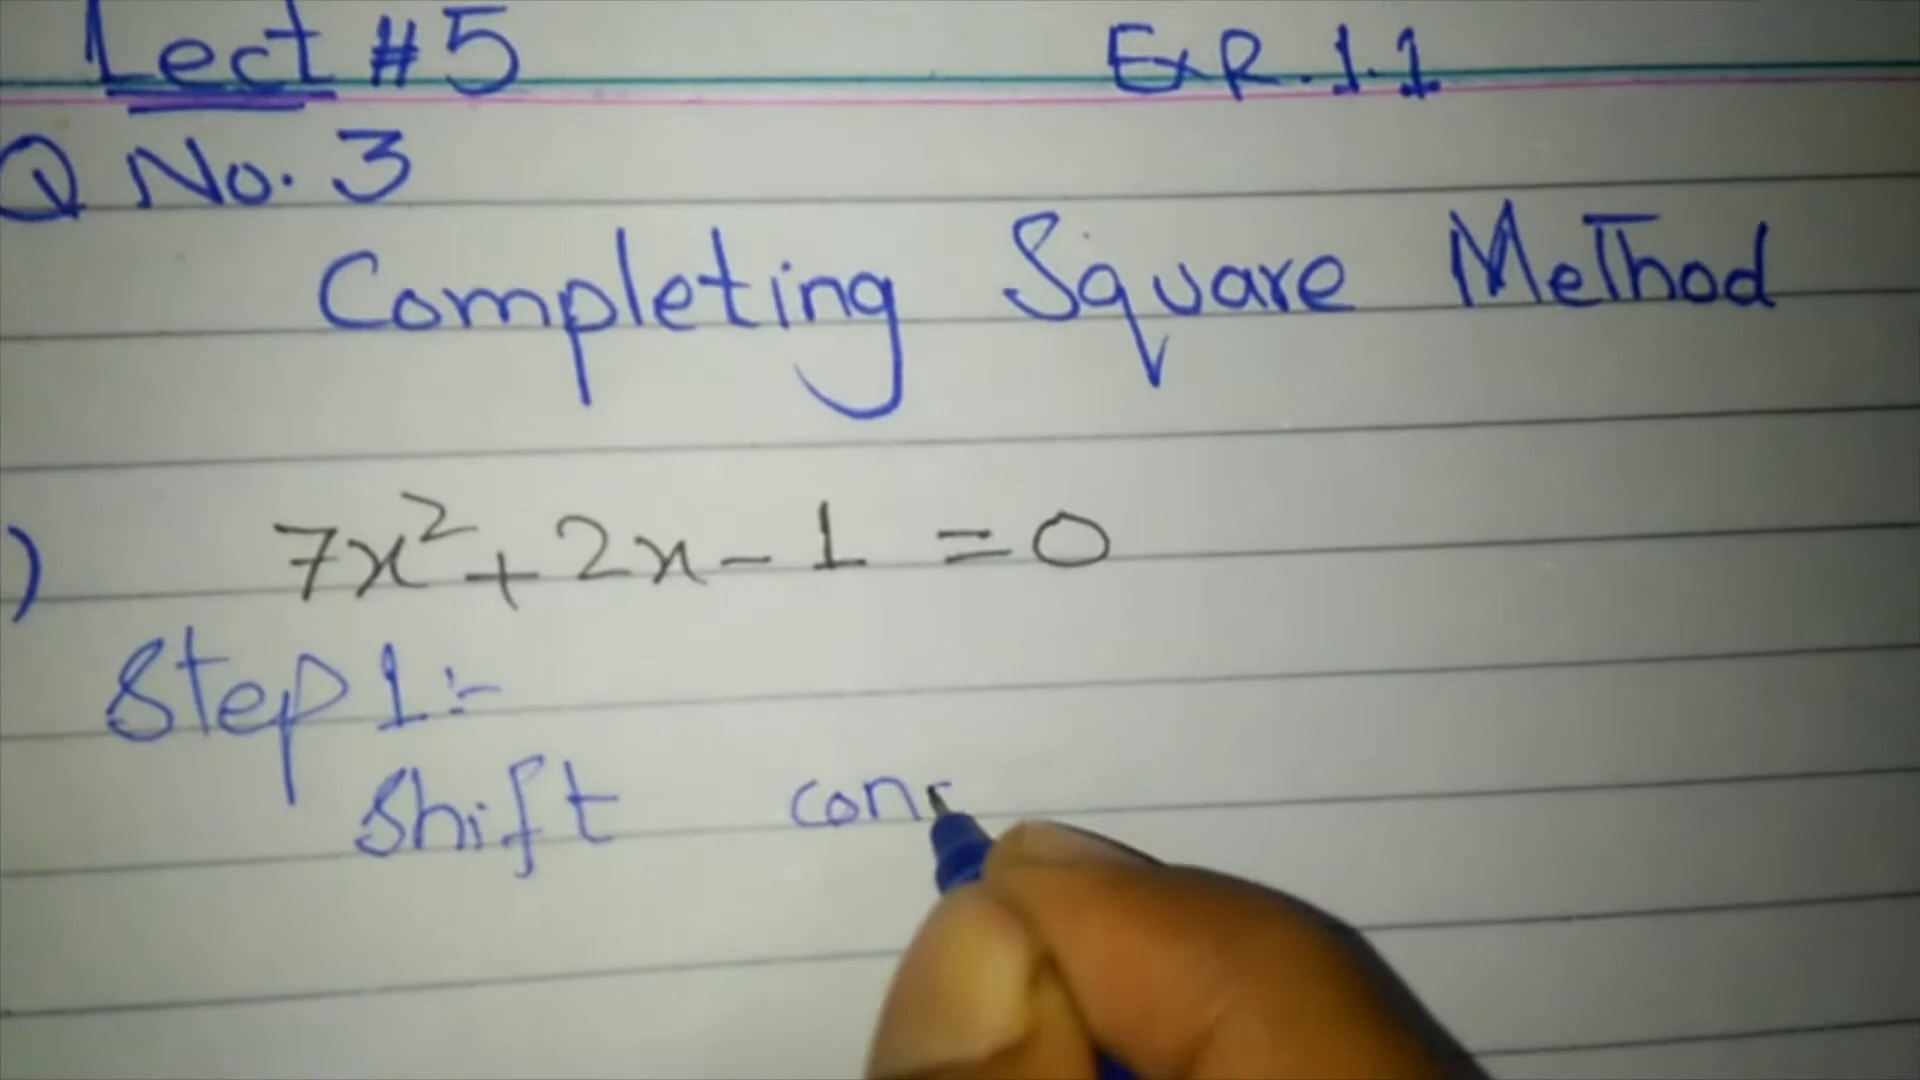 Lect #5 EXR.1.1
Q No. 3
Completing Square Method
) 7x²+2x-1=0
Step 1:-
Shift con